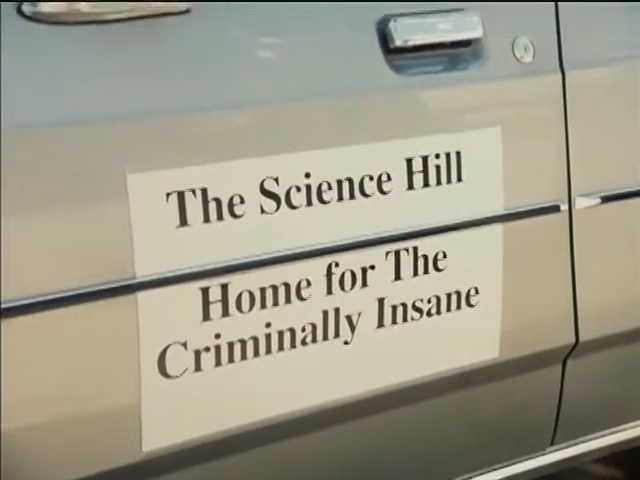 The Science Hill
Home for The
Criminally Insane